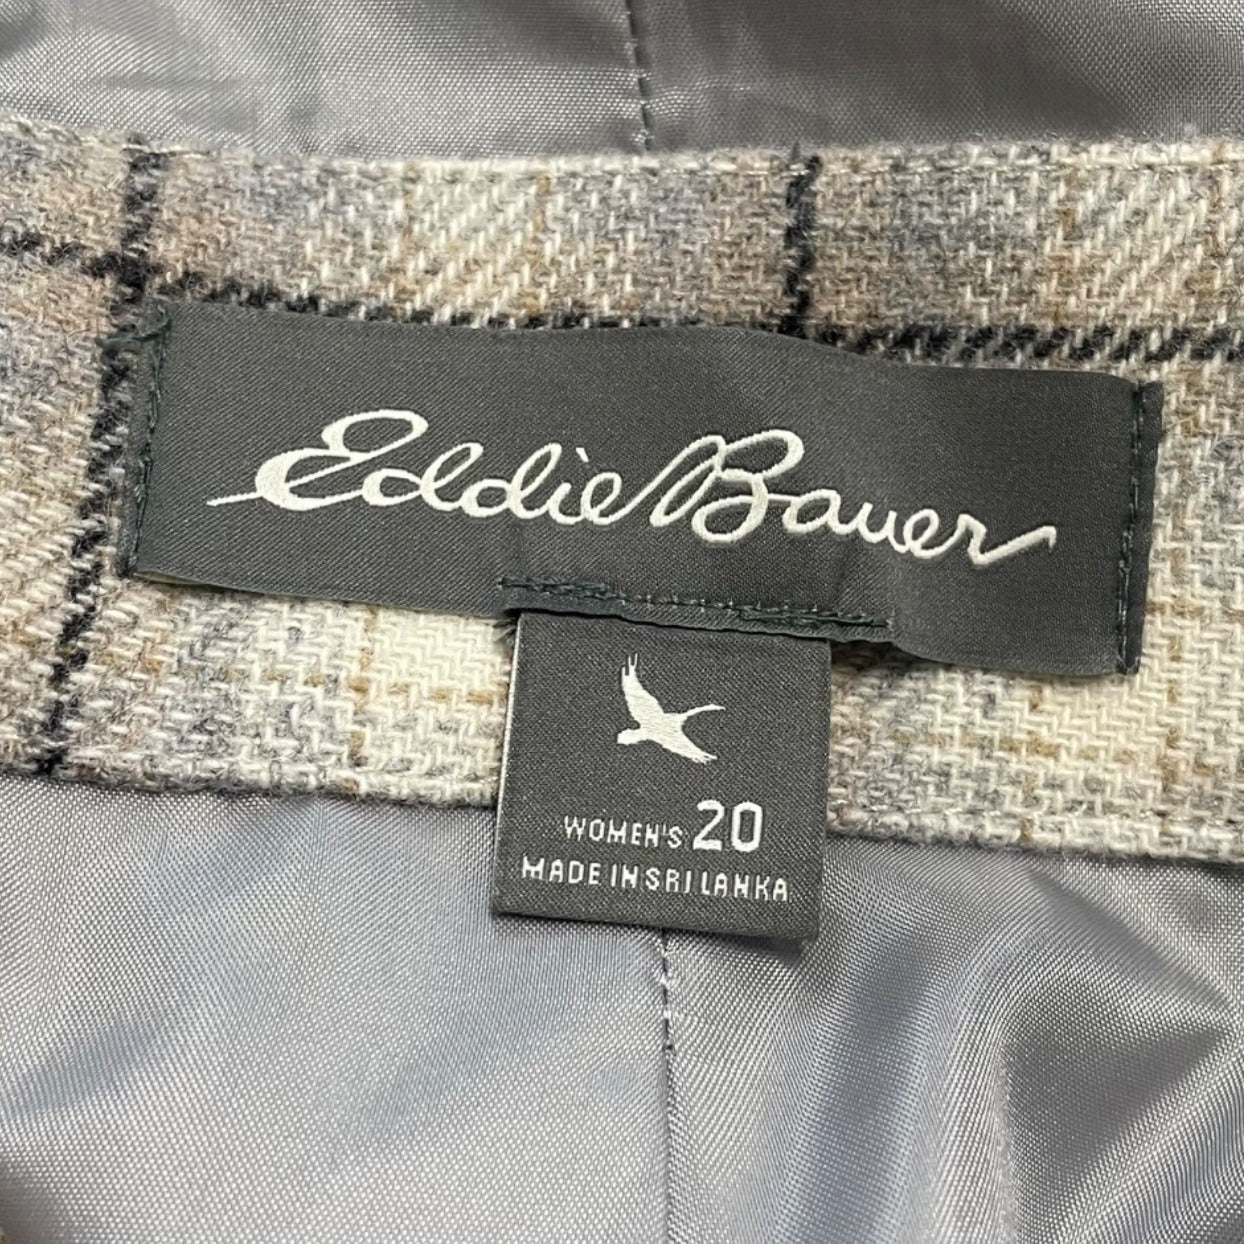 Eddie Bauer
WOMEN'S 20
MADE IN SRI LANKA